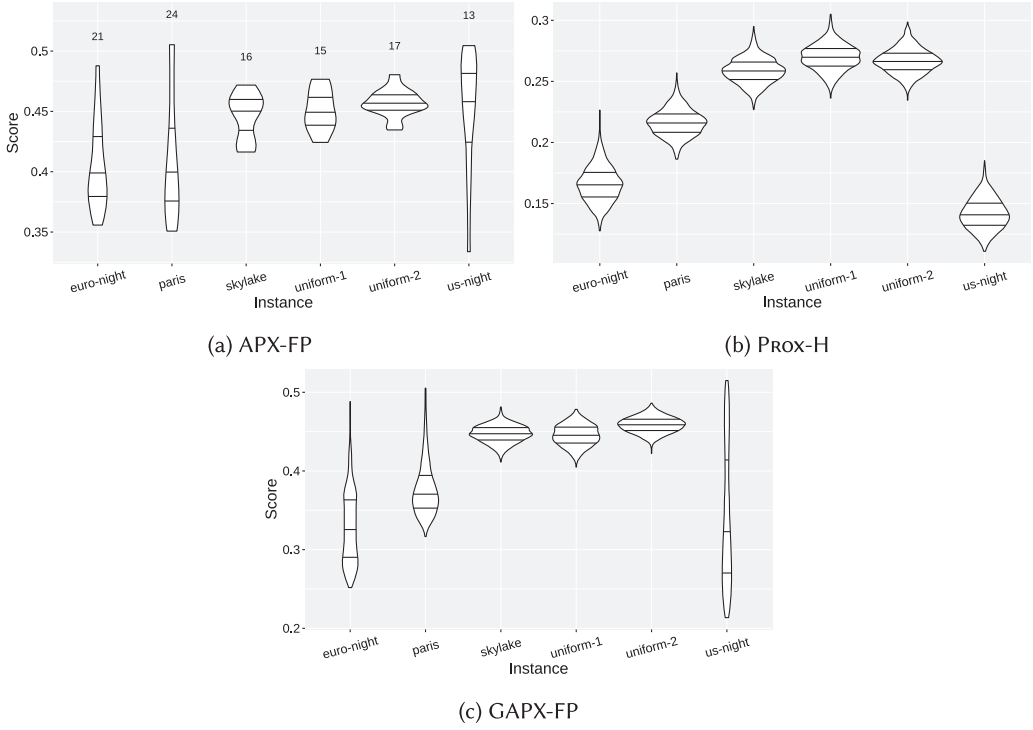 21
24
16
15
17
13
0.5
0.45
0.4
0.35
Score
euro-night
paris
skylake
uniform-1
uniform-2
us-night
Instance
(a) APX-FP
0.3
0.25
0.2
0.15
euro-night
paris
skylake
uniform-1
uniform-2
us-night
Instance
(b) Prox-H
0.5
0.4
0.3
0.2
Score
euro-night
paris
skylake
uniform-1
uniform-2
us-night
Instance
(c) GAPX-FP